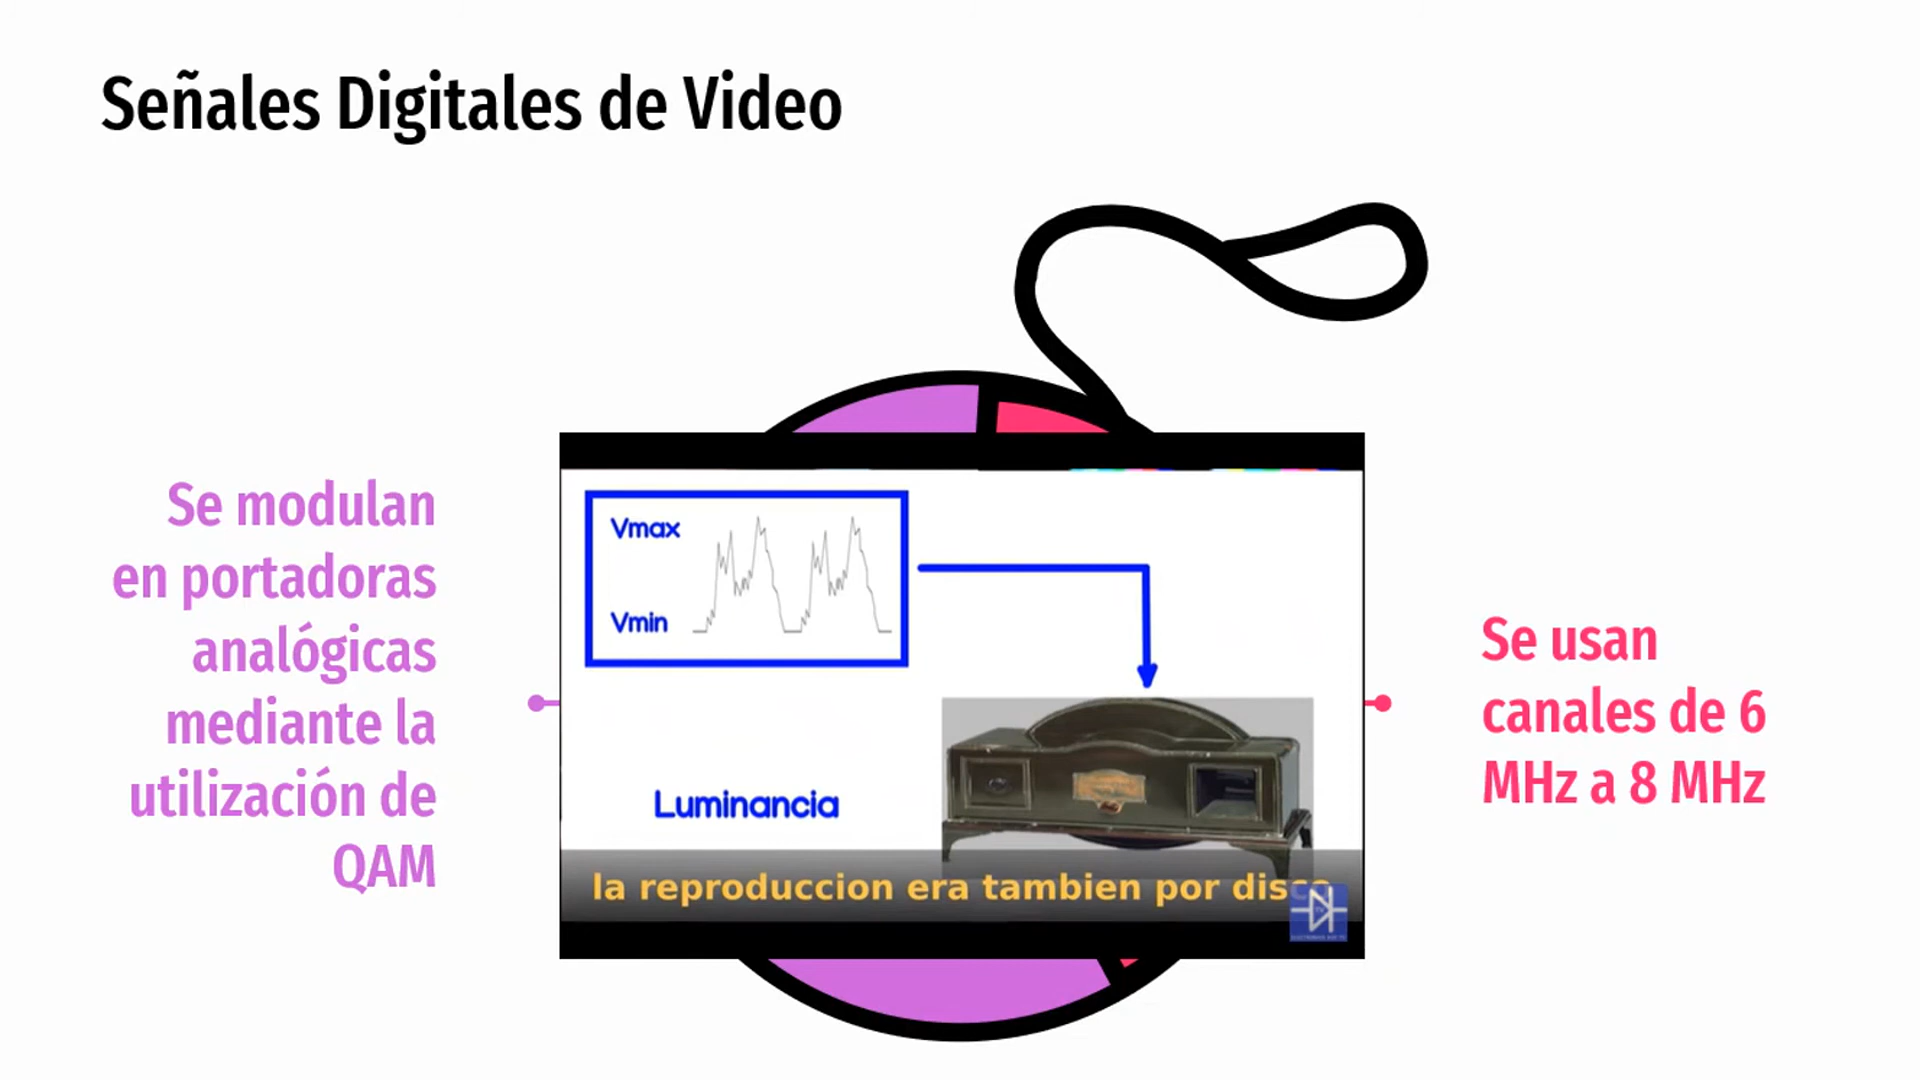 Señales Digitales de Video
Se modulan
en portadoras
analógicas
mediante la
utilización de
QAM
Vmax
Vmin
Luminancia
la reproduccion era tambien por disco
Se usan
canales de 6
MHz a 8 MHz